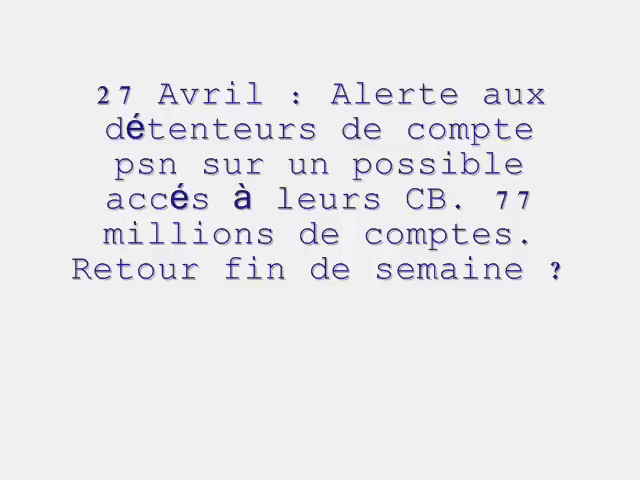 27 Avril : Alerte aux
détenteurs de compte
psn sur un possible
accés à leurs CB. 77
millions de comptes.
Retour fin de semaine ?